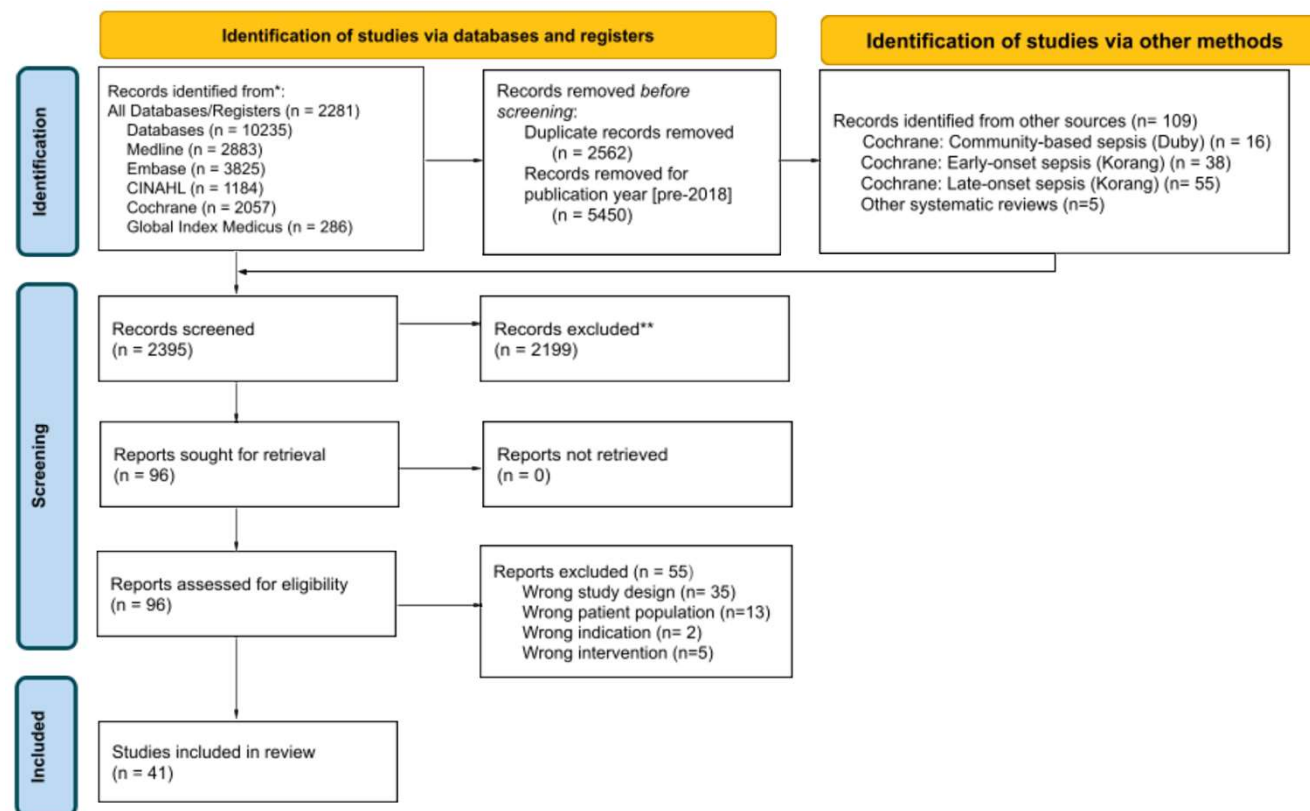 Identification of studies via databases and registers
Identification of studies via other methods
Identification
Records identified from*:
All Databases/Registers (n = 2281)
Databases (n = 10235)
Medline (n = 2883)
Embase (n = 3825)
CINAHL (n = 1184)
Cochrane (n = 2057)
Global Index Medicus (n = 286)
Records removed before
screening:
Duplicate records removed
(n = 2562)
Records removed for
publication year [pre-2018]
(n = 5450)
Records identified from other sources (n= 109)
Cochrane: Community-based sepsis (Duby) (n = 16)
Cochrane: Early-onset sepsis (Korang) (n = 38)
Cochrane: Late-onset sepsis (Korang) (n= 55)
Other systematic reviews (n=5)
Screening
Records screened
(n = 2395)
Records excluded**
(n = 2199)
Reports sought for retrieval
(n = 96)
Reports not retrieved
(n = 0)
Reports assessed for eligibility
(n = 96)
Reports excluded (n = 55)
Wrong study design (n= 35)
Wrong patient population (n=13)
Wrong indication (n= 2)
Wrong intervention (n=5)
Included
Studies included in review
(n = 41)